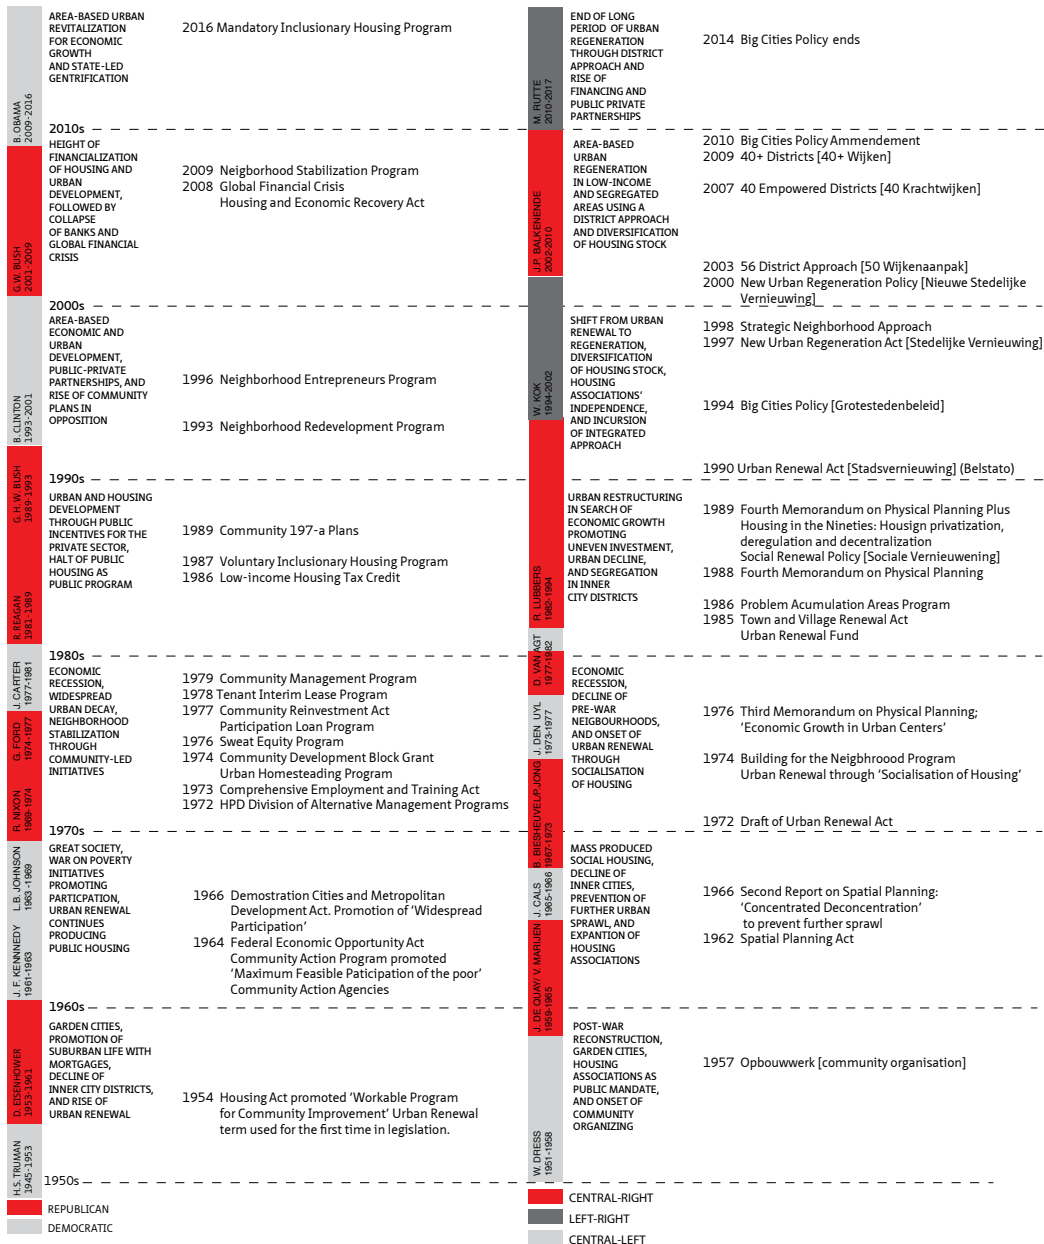 AREA-BASED URBAN
REVITALIZATION
FOR ECONOMIC
GROWTH
AND STATE-LED
GENTRIFICATION
2016 Mandatory Inclusionary Housing Program
B.OBAMA
2009-2016
2010s
HEIGHT OF
FINANCIALIZATION
OF HOUSING AND
URBAN
DEVELOPMENT,
FOLLOWED BY
COLLAPSE
OF BANKS AND
GLOBAL FINANCIAL
CRISIS
2009 Neigborhood Stabilization Program
2008 Global Financial Crisis
Housing and Economic Recovery Act
G.W. BUSH
2001-2009
2000s
AREA-BASED
ECONOMIC AND
URBAN
DEVELOPMENT,
PUBLIC-PRIVATE
PARTNERSHIPS, AND
RISE OF COMMUNITY
PLANS IN
OPPOSITION
1996 Neighborhood Entrepreneurs Program
1993 Neighborhood Redevelopment Program
B. CLINTON
1993-2001
G. H. W. BUSH
1989-1993
1990s
URBAN AND HOUSING
DEVELOPMENT
THROUGH PUBLIC
INCENTIVES FOR THE
PRIVATE SECTOR,
HALT OF PUBLIC
HOUSING AS
PUBLIC PROGRAM
1989 Community 197-a Plans
1987 Voluntary Inclusionary Housing Program
1986 Low-income Housing Tax Credit
R. REAGAN
1981-1989
1980s
ECONOMIC
RECESSION,
WIDESPREAD
URBAN DECAY,
NEIGHBORHOOD
STABILIZATION
THROUGH
COMMUNITY-LED
INITIATIVES
1979 Community Management Program
1978 Tenant Interim Lease Program
1977 Community Reinvestment Act
Participation Loan Program
1976 Sweat Equity Program
1974 Community Development Block Grant
Urban Homesteading Program
1973 Comprehensive Employment and Training Act
1972 HPD Division of Alternative Management Programs
J. CARTER
1977-1981
G. FORD
1974-1977
R. NIXON
1969-1974
1970s
GREAT SOCIETY,
WAR ON POVERTY
INITIATIVES
PROMOTING
PARTICPATION,
URBAN RENEWAL
CONTINUES
PRODUCING
PUBLIC HOUSING
1966 Demostration Cities and Metropolitan
Development Act. Promotion of 'Widespread
Participation'
1964 Federal Economic Opportunity Act
Community Action Program promoted
'Maximum Feasible Paticipation of the poor'
Community Action Agencies
L.B. JOHNSON
1963 -1969
J. F. KENNNEDY
1961-1963
1960s
GARDEN CITIES,
PROMOTION OF
SUBURBAN LIFE WITH
MORTGAGES,
DECLINE OF
INNER CITY DISTRICTS,
AND RISE OF
URBAN RENEWAL
1954 Housing Act promoted 'Workable Program
for Community Improvement' Urban Renewal
term used for the first time in legislation.
D. EISENHOWER
1953-1961
H.S. TRUMAN
1945-1953
1950s
REPUBLICAN
DEMOCRATIC
END OF LONG
PERIOD OF URBAN
REGENERATION
THROUGH DISTRICT
APPROACH AND
RISE OF
FINANCING AND
PUBLIC PRIVATE
PARTNERSHIPS
2014 Big Cities Policy ends
M. RUTTE
2010-2017
AREA-BASED
URBAN
REGENERATION
IN LOW-INCOME
AND SEGREGATED
AREAS USING A
DISTRICT APPROACH
AND DIVERSIFICATION
OF HOUSING STOCK
2010 Big Cities Policy Ammendement
2009 40+ Districts [40+ Wijken]
2007 40 Empowered Districts [40 Krachtwijken]
2003 56 District Approach [50 Wijkenaanpak]
2000 New Urban Regeneration Policy [Nieuwe Stedelijke
Vernieuwing]
J.P. BALKENENDE
2002-2010
SHIFT FROM URBAN
RENEWAL TO
REGENERATION,
DIVERSIFICATION
OF HOUSING STOCK,
HOUSING
ASSOCIATIONS'
INDEPENDENCE,
AND INCURSION
OF INTEGRATED
APPROACH
1998 Strategic Neighborhood Approach
1997 New Urban Regeneration Act [Stedelijke Vernieuwing]
1994 Big Cities Policy [Grotestedenbeleid]
1990 Urban Renewal Act [Stadsvernieuwing] (Belstato)
W. KOK
1994-2002
URBAN RESTRUCTURING
IN SEARCH OF
ECONOMIC GROWTH
PROMOTING
UNEVEN INVESTMENT,
URBAN DECLINE,
AND SEGREGATION
IN INNER
CITY DISTRICTS
1989 Fourth Memorandum on Physical Planning Plus
Housing in the Nineties: Housign privatization,
deregulation and decentralization
Social Renewal Policy [Sociale Vernieuwening]
1988 Fourth Memorandum on Physical Planning
1986 Problem Acumulation Areas Program
1985 Town and Village Renewal Act
Urban Renewal Fund
R. LUBBERS
1982-1994
D. VAN AGT
1977-1982
ECONOMIC
RECESSION,
DECLINE OF
PRE-WAR
NEIGBOURHOODS,
AND ONSET OF
URBAN RENEWAL
THROUGH
SOCIALISATION
OF HOUSING
1976 Third Memorandum on Physical Planning;
'Economic Growth in Urban Centers'
1974 Building for the Neigbhroood Program
Urban Renewal through 'Socialisation of Housing'
1972 Draft of Urban Renewal Act
J. DEN UYL
1973-1977
B. BIESHEUVEL/P.JONG
1967-1973
MASS PRODUCED
SOCIAL HOUSING,
DECLINE OF
INNER CITIES,
PREVENTION OF
FURTHER URBAN
SPRAWL, AND
EXPANTION OF
HOUSING
ASSOCIATIONS
1966 Second Report on Spatial Planning:
'Concentrated Deconcentration'
to prevent further sprawl
1962 Spatial Planning Act
J. CALS
1965-1966
J. DE QUAY/ V. MARIJEN
1959-1965
POST-WAR
RECONSTRUCTION,
GARDEN CITIES,
HOUSING
ASSOCIATIONS AS
PUBLIC MANDATE,
AND ONSET OF
COMMUNITY
ORGANIZING
1957 Opbouwwerk [community organisation]
W. DRESS
1951-1958
CENTRAL-RIGHT
LEFT-RIGHT
CENTRAL-LEFT